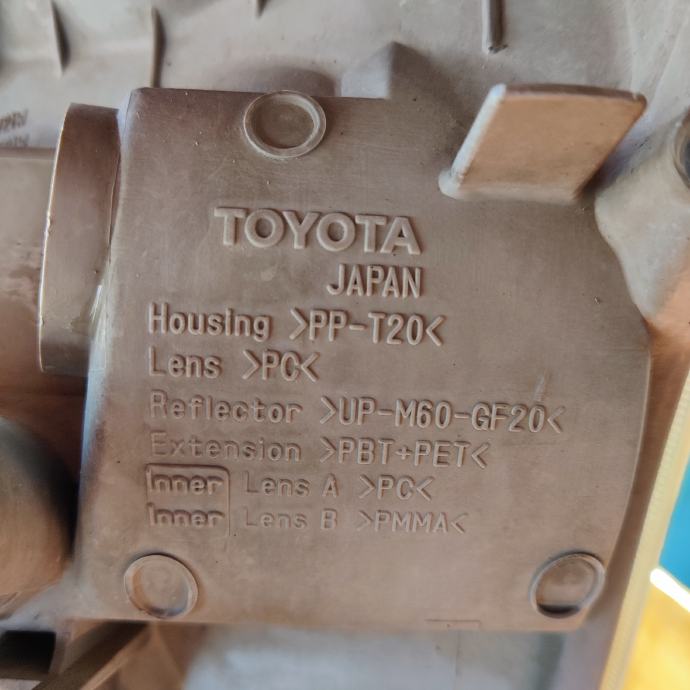 TOYOTA
JAPAN
Housing >PP-T20<
Lens >PC<
Reflector >UP-M60-GF20<
Extension >PBT+PET<
Inner Lens A >PC<
Inner Lens B >PMMA<